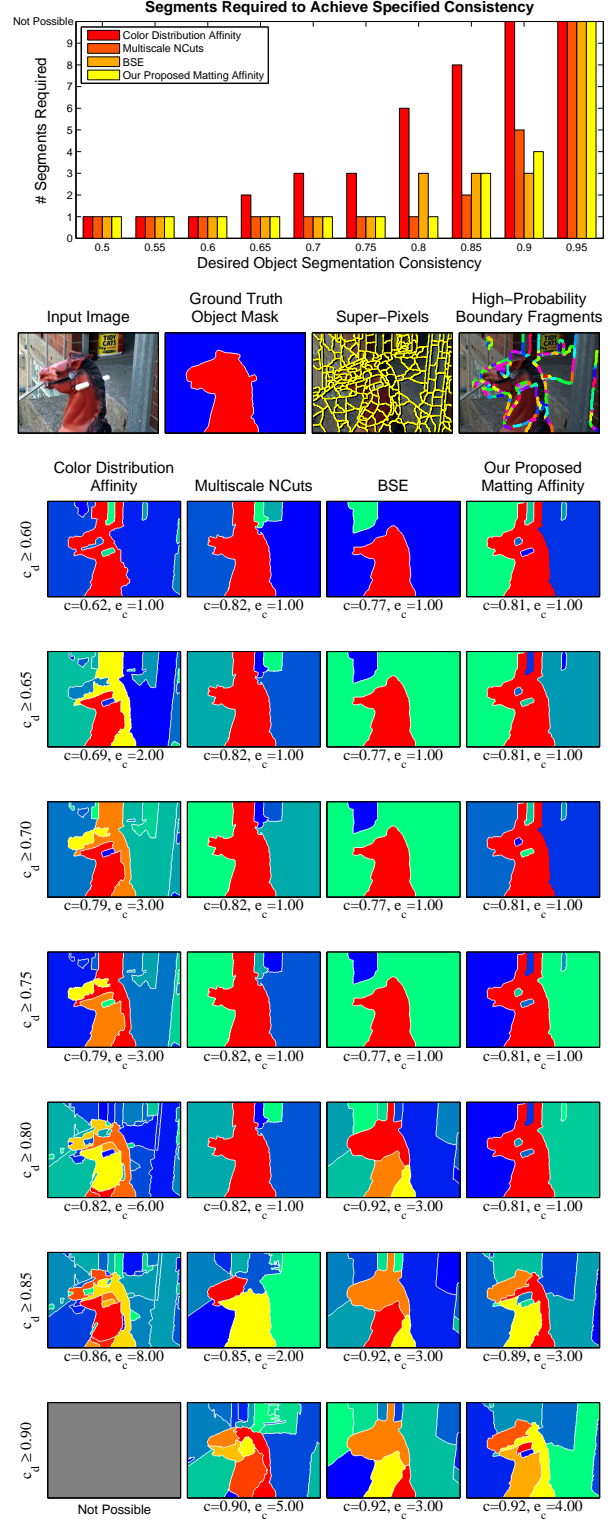 Segments Required to Achieve Specified Consistency
Not Possible
9
8
7
6
5
4
3
2
1
0
# Segments Required
Color Distribution Affinity
Multiscale NCuts
BSE
Our Proposed Matting Affinity
0.5 0.55 0.6 0.65 0.7 0.75 0.8 0.85 0.9 0.95
Desired Object Segmentation Consistency
Input Image
Ground Truth
Object Mask
Super−Pixels
High−Probability
Boundary Fragments
TIDY
CATS
Color Distribution
Affinity
Multiscale NCuts
BSE
Our Proposed
Matting Affinity
c_d ≥ 0.60
c=0.62, e_c=1.00 c=0.82, e_c=1.00 c=0.77, e_c=1.00 c=0.81, e_c=1.00
c_d ≥ 0.65
c=0.69, e_c=2.00 c=0.82, e_c=1.00 c=0.77, e_c=1.00 c=0.81, e_c=1.00
c_d ≥ 0.70
c=0.79, e_c=3.00 c=0.82, e_c=1.00 c=0.77, e_c=1.00 c=0.81, e_c=1.00
c_d ≥ 0.75
c=0.79, e_c=3.00 c=0.82, e_c=1.00 c=0.77, e_c=1.00 c=0.81, e_c=1.00
c_d ≥ 0.80
c=0.82, e_c=6.00 c=0.82, e_c=1.00 c=0.92, e_c=3.00 c=0.81, e_c=1.00
c_d ≥ 0.85
c=0.86, e_c=8.00 c=0.85, e_c=2.00 c=0.92, e_c=3.00 c=0.89, e_c=3.00
c_d ≥ 0.90
Not Possible c=0.90, e_c=5.00 c=0.92, e_c=3.00 c=0.92, e_c=4.00